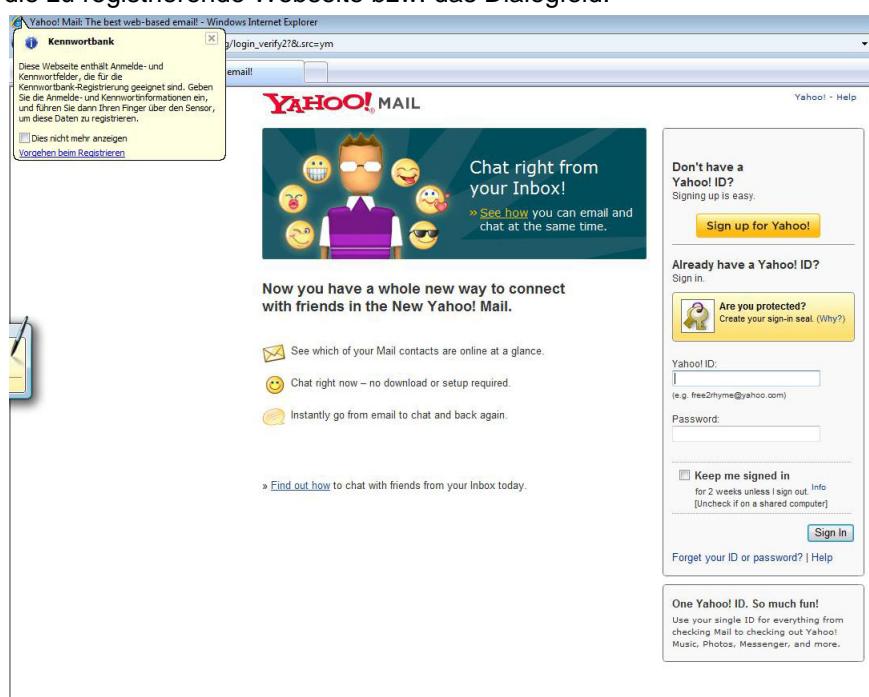 die zu registrierende Webseite bzw. das Dialogfeld.
Yahoo! Mail: The best web-based email! - Windows Internet Explorer
Kennwortbank
g/login_verify2?&.src=ym
email!
Diese Webseite enthält Anmelde- und
Kennwortfelder, die für die
Kennwortbank-Registrierung geeignet sind. Geben
Sie die Anmelde- und Kennwortinformationen ein,
und führen Sie dann Ihren Finger über den Sensor,
um diese Daten zu registrieren.
Dies nicht mehr anzeigen
Vorgehen beim Registrieren
YAHOO! MAIL
Yahoo! - Help
Chat right from
your Inbox!
» See how you can email and
chat at the same time.
Now you have a whole new way to connect
with friends in the New Yahoo! Mail.
See which of your Mail contacts are online at a glance.
Chat right now – no download or setup required.
Instantly go from email to chat and back again.
» Find out how to chat with friends from your Inbox today.
Don't have a
Yahoo! ID?
Signing up is easy.
Sign up for Yahoo!
Already have a Yahoo! ID?
Sign in.
Are you protected?
Create your sign-in seal. (Why?)
Yahoo! ID:
(e.g. free2rhyme@yahoo.com)
Password:
Keep me signed in
for 2 weeks unless I sign out. Info
[Uncheck if on a shared computer]
Sign In
Forget your ID or password? | Help
One Yahoo! ID. So much fun!
Use your single ID for everything from
checking Mail to checking out Yahoo!
Music, Photos, Messenger, and more.